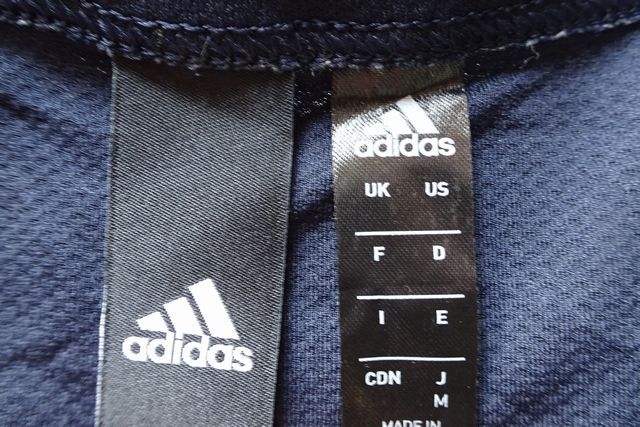 adidas
adidas
UK US
F D
I E
CDN J
M
MADE IN